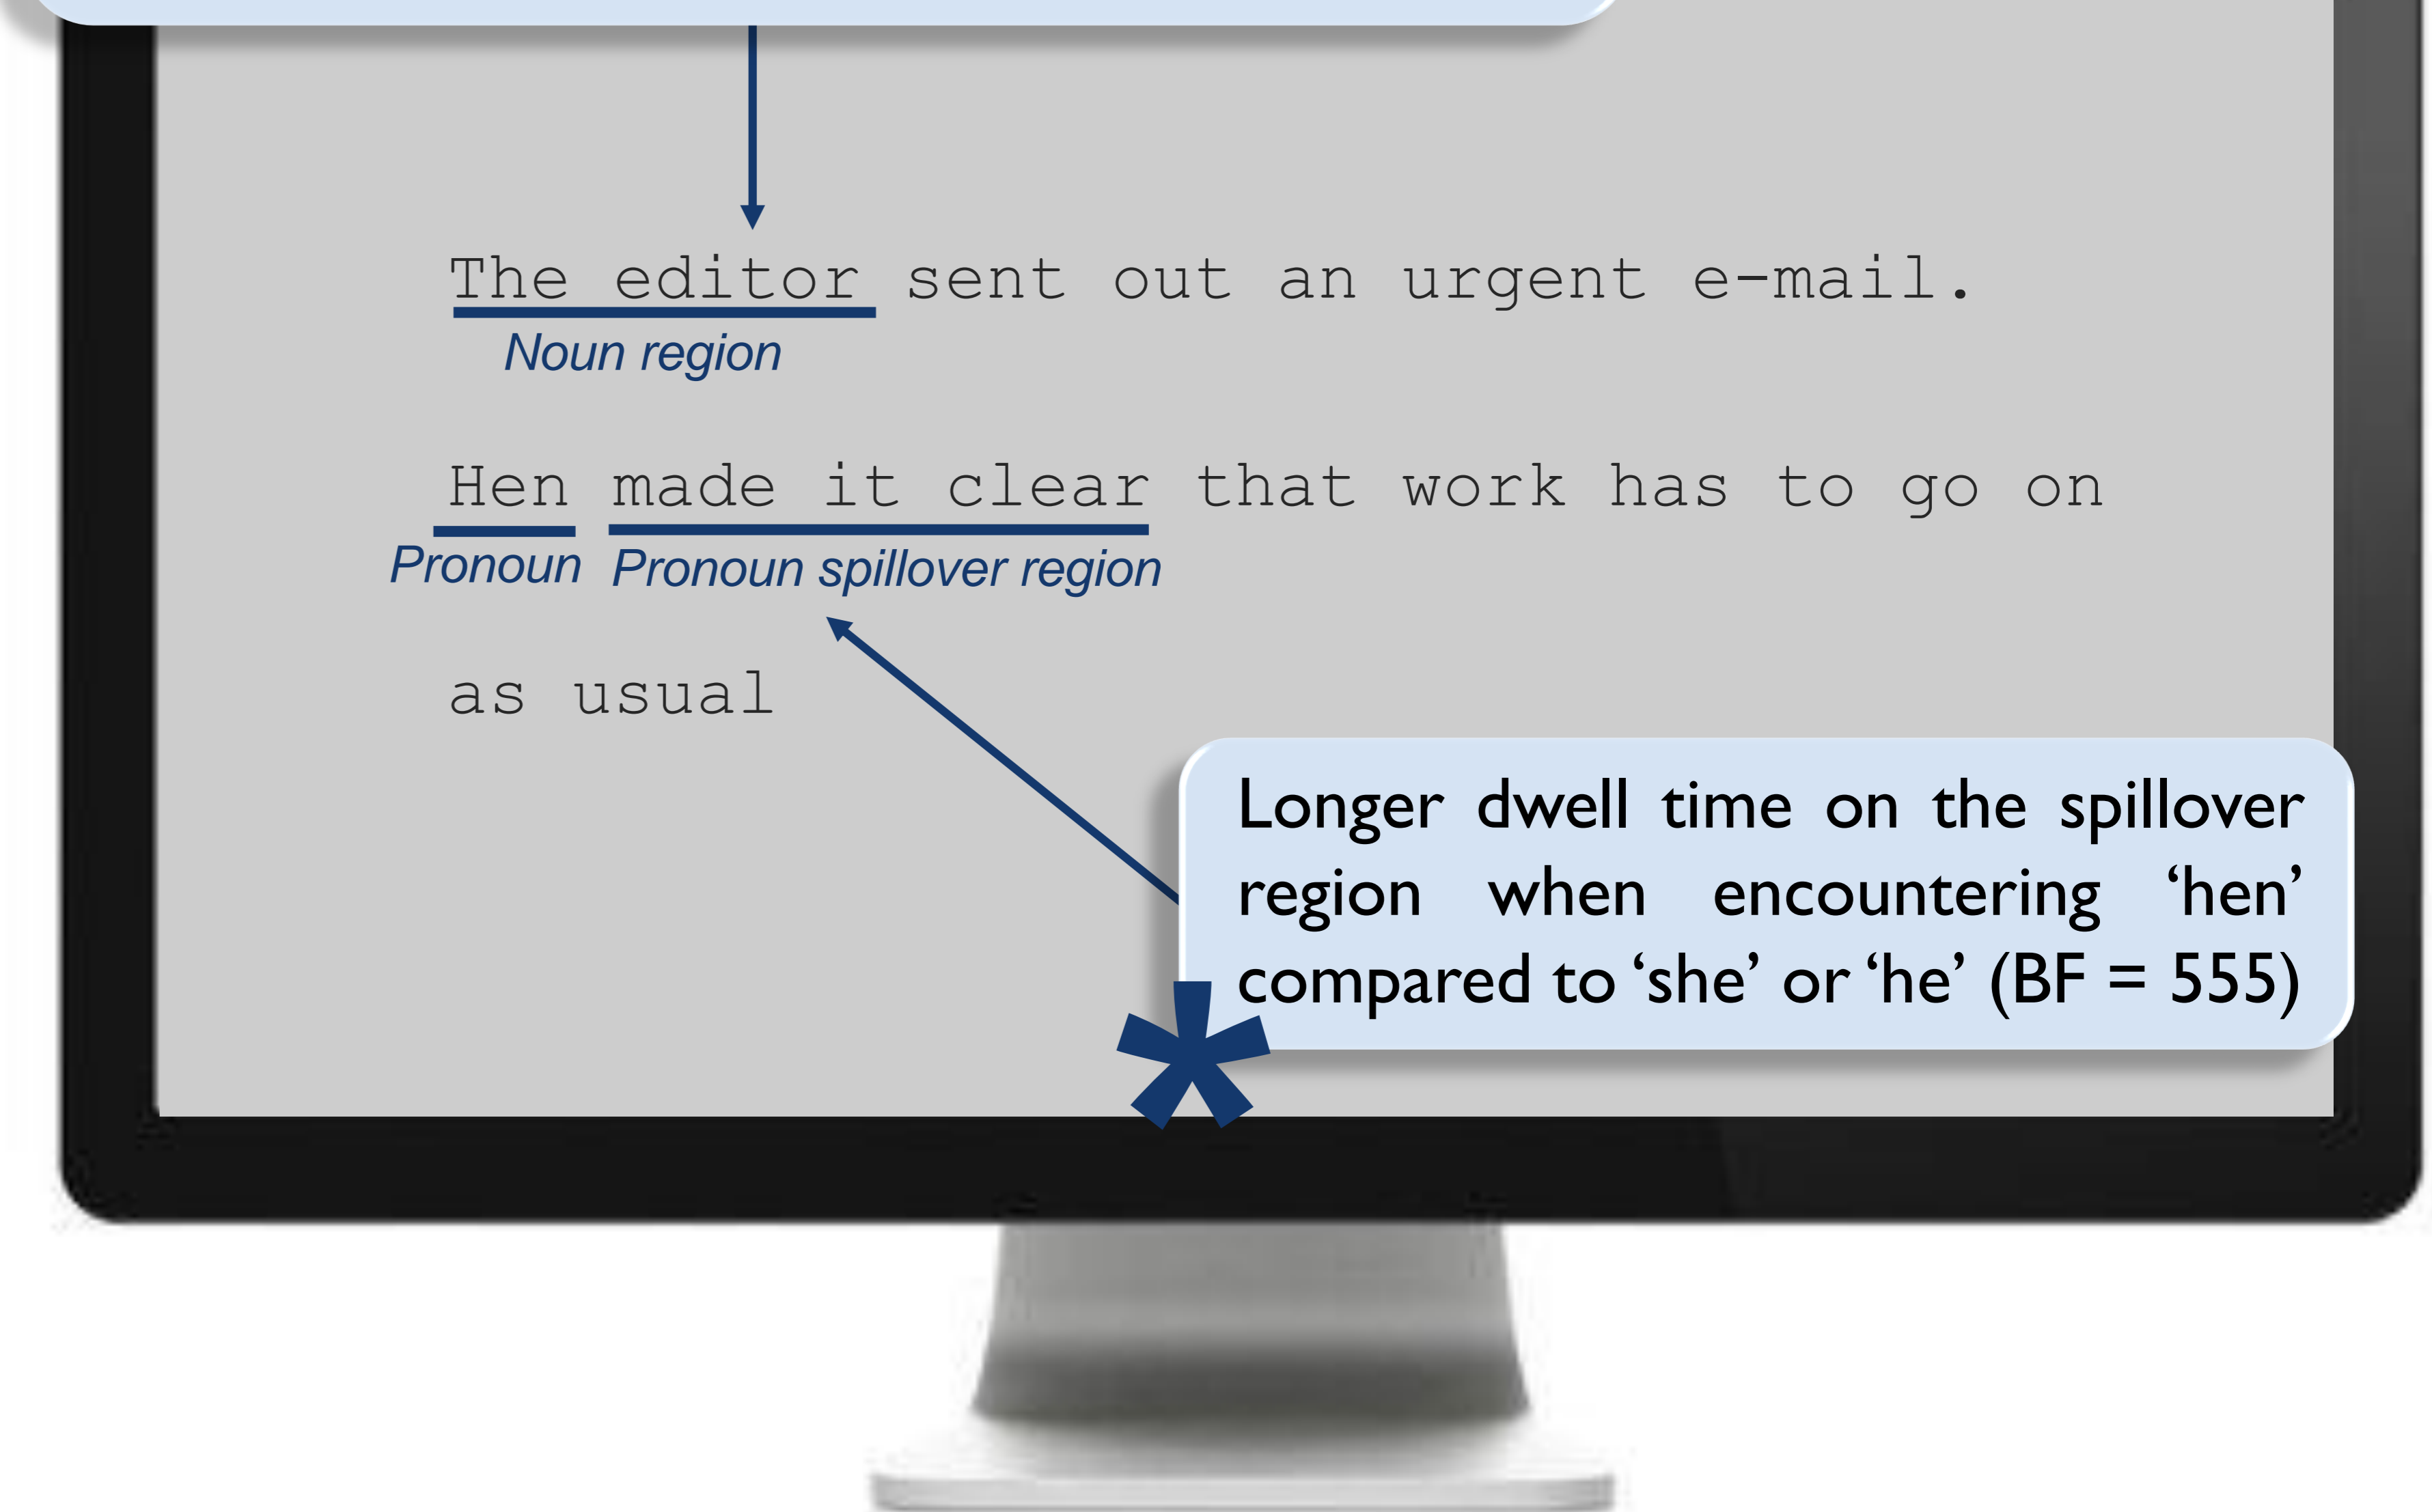 The editor sent out an urgent e-mail.
Noun region
Hen made it clear that work has to go on
Pronoun Pronoun spillover region
as usual
Longer dwell time on the spillover
region when encountering ‘hen’
compared to ‘she’ or ‘he’ (BF = 555)
*